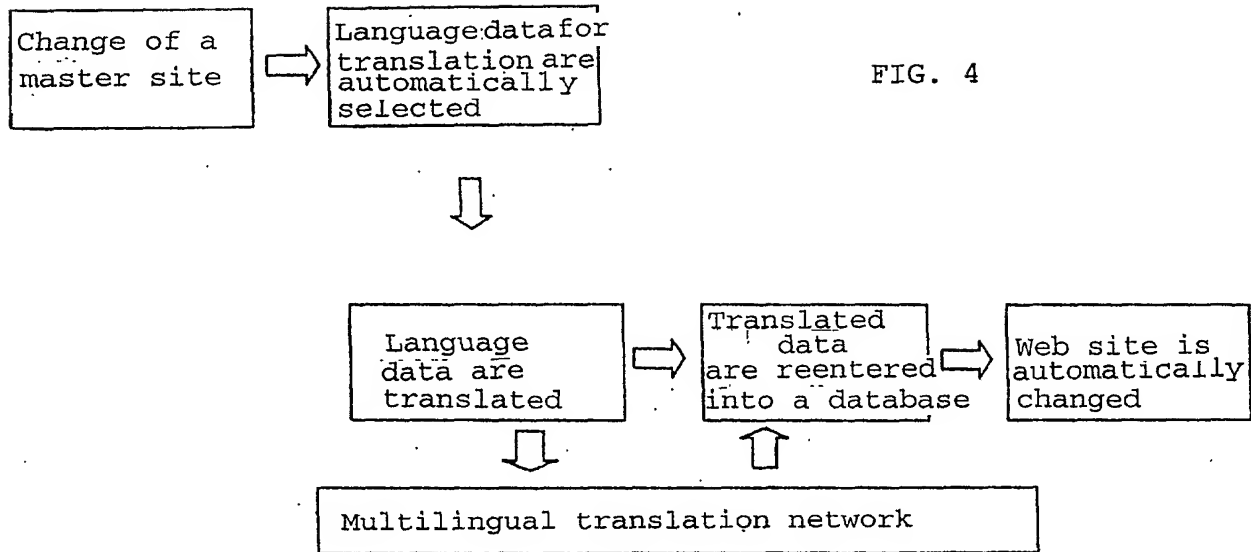 Change of a
master site
Language data for
translation are
automatically
selected
FIG. 4
Language
data are
translated
Translated
data
are reentered
into a database
Web site is
automatically
changed
Multilingual translation network